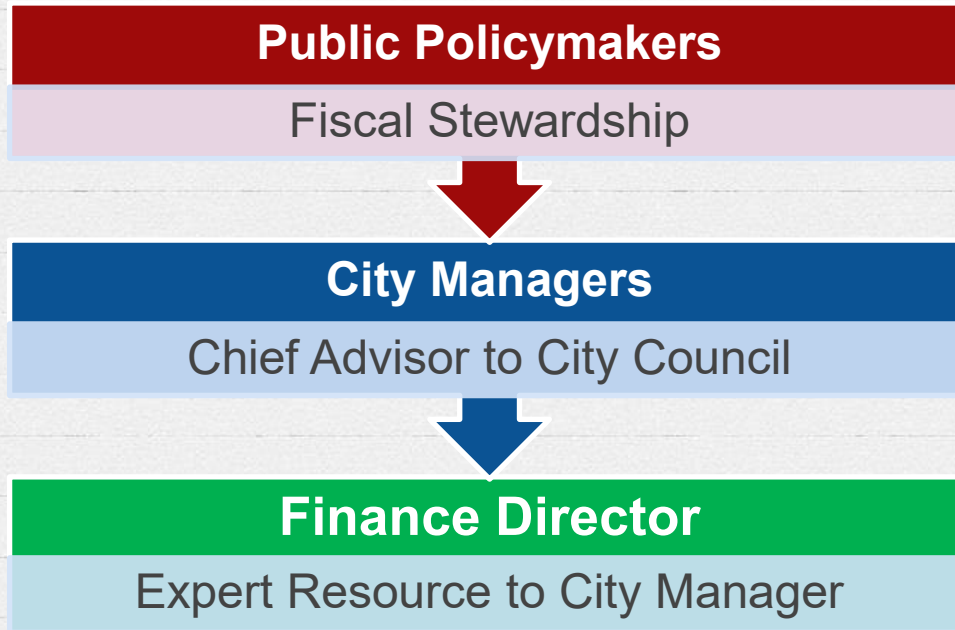 Public Policymakers
Fiscal Stewardship
City Managers
Chief Advisor to City Council
Finance Director
Expert Resource to City Manager